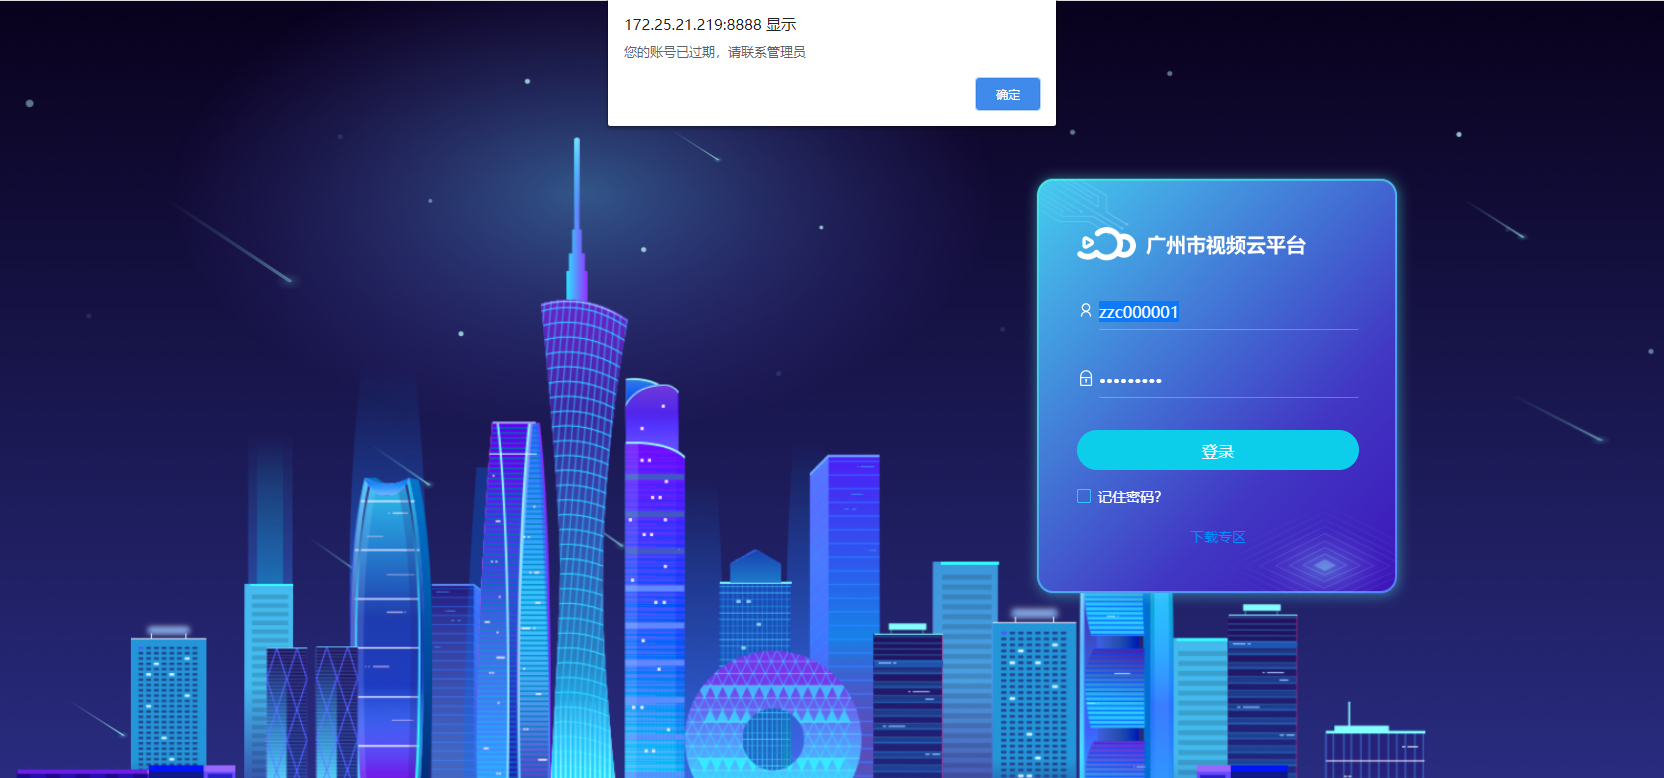 172.25.21.219:8888 显示
您的账号已过期，请联系管理员
确定
广州市视频云平台
zzc000001
•••••••••
登录
记住密码?
下载专区